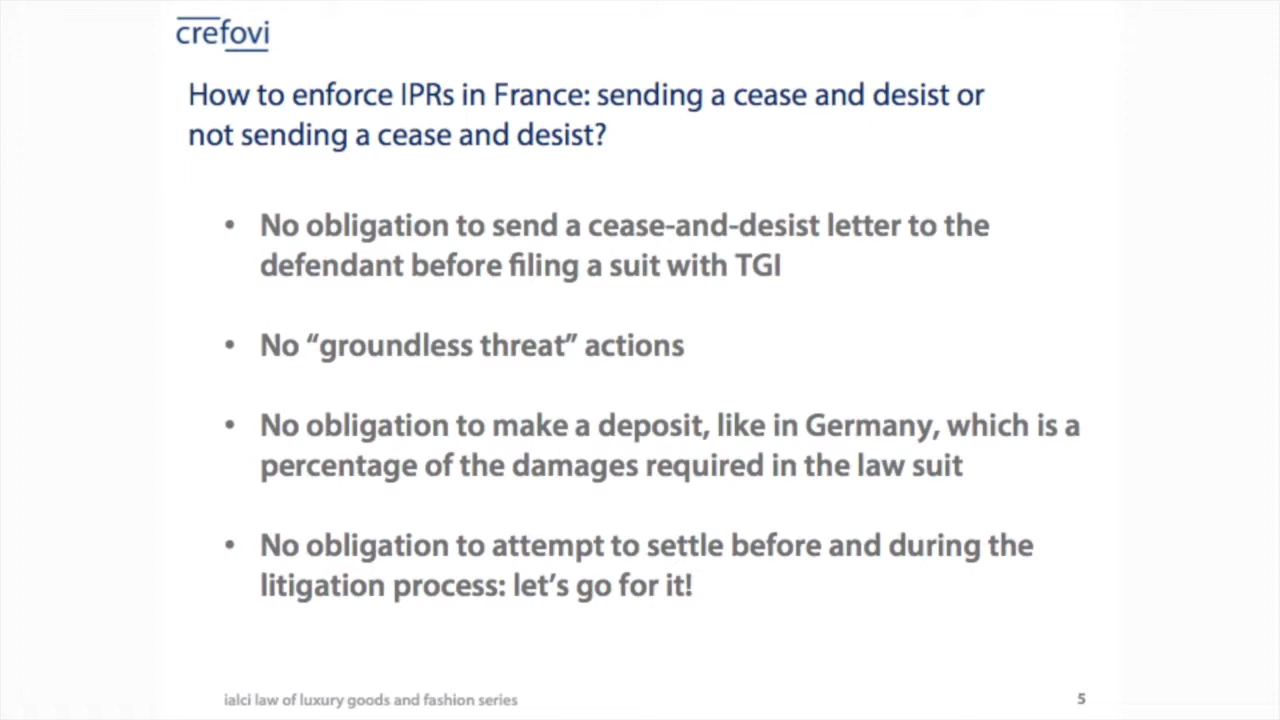 crefovi
How to enforce IPRs in France: sending a cease and desist or
not sending a cease and desist?
• No obligation to send a cease-and-desist letter to the
defendant before filing a suit with TGI
• No “groundless threat” actions
• No obligation to make a deposit, like in Germany, which is a
percentage of the damages required in the law suit
• No obligation to attempt to settle before and during the
litigation process: let’s go for it!
ialci law of luxury goods and fashion series
5